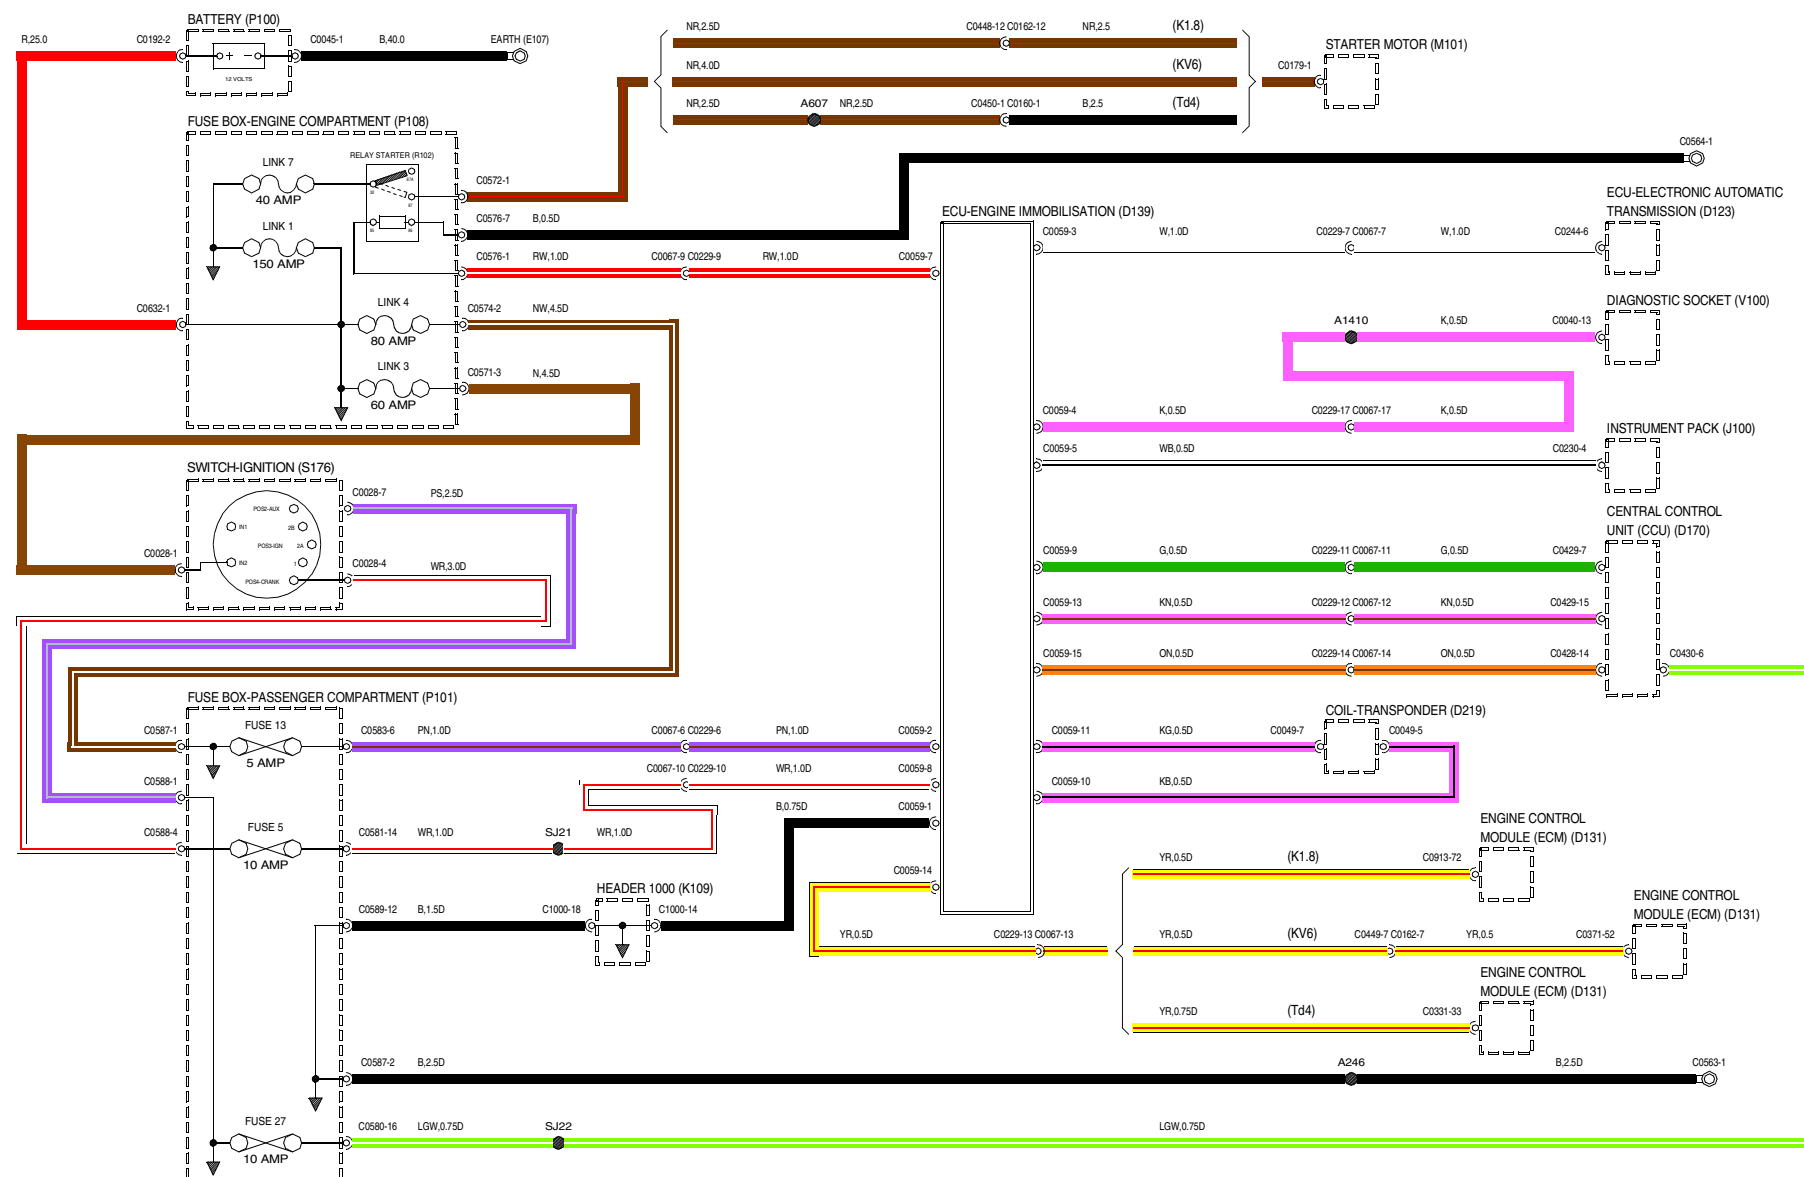 BATTERY (P100)
R,25.0
C0192-2
C0045-1
B,40.0
EARTH (E107)
+
−
12 VOLTS
NR,2.5D
C0448-12 C0162-12
NR,2.5
(K1.8)
NR,4.0D
(KV6)
NR,2.5D
A607
NR,2.5D
C0450-1 C0160-1
B,2.5
(Td4)
STARTER MOTOR (M101)
C0179-1
FUSE BOX-ENGINE COMPARTMENT (P108)
LINK 7
40 AMP
RELAY STARTER (R102)
87A
30
87
85
86
LINK 1
150 AMP
LINK 4
80 AMP
LINK 3
60 AMP
C0632-1
C0572-1
C0576-7
B,0.5D
C0576-1
RW,1.0D
C0067-9 C0229-9
RW,1.0D
C0059-7
C0574-2
NW,4.5D
C0571-3
N,4.5D
C0564-1
ECU-ENGINE IMMOBILISATION (D139)
C0059-3
W,1.0D
C0229-7 C0067-7
W,1.0D
C0244-6
ECU-ELECTRONIC AUTOMATIC
TRANSMISSION (D123)
DIAGNOSTIC SOCKET (V100)
A1410
K,0.5D
C0040-13
C0059-4
K,0.5D
C0229-17 C0067-17
K,0.5D
C0059-5
WB,0.5D
C0230-4
INSTRUMENT PACK (J100)
CENTRAL CONTROL
UNIT (CCU) (D170)
C0059-9
G,0.5D
C0229-11 C0067-11
G,0.5D
C0429-7
C0059-13
KN,0.5D
C0229-12 C0067-12
KN,0.5D
C0429-15
C0059-15
ON,0.5D
C0229-14 C0067-14
ON,0.5D
C0428-14
C0430-6
SWITCH-IGNITION (S176)
C0028-7
PS,2.5D
POS2-AUX
IN1
2B
POS3-IGN
2A
IN2
1
POS4-CRANK
C0028-1
C0028-4
WR,3.0D
FUSE BOX-PASSENGER COMPARTMENT (P101)
C0587-1
FUSE 13
5 AMP
C0583-6
PN,1.0D
C0067-6 C0229-6
PN,1.0D
C0059-2
C0067-10 C0229-10
WR,1.0D
C0059-8
C0588-1
C0588-4
FUSE 5
10 AMP
C0581-14
WR,1.0D
SJ21
WR,1.0D
B,0.75D
C0059-1
C0059-11
KG,0.5D
C0049-7
COIL-TRANSPONDER (D219)
C0049-5
C0059-10
KB,0.5D
C0059-14
HEADER 1000 (K109)
C0589-12
B,1.5D
C1000-18
C1000-14
YR,0.5D
C0229-13 C0067-13
YR,0.5D
(K1.8)
C0913-72
ENGINE CONTROL
MODULE (ECM) (D131)
YR,0.5D
(KV6)
C0449-7 C0162-7
YR,0.5
C0371-52
ENGINE CONTROL
MODULE (ECM) (D131)
YR,0.75D
(Td4)
C0331-33
ENGINE CONTROL
MODULE (ECM) (D131)
C0587-2
B,2.5D
A246
B,2.5D
C0563-1
FUSE 27
10 AMP
C0580-16
LGW,0.75D
SJ22
LGW,0.75D